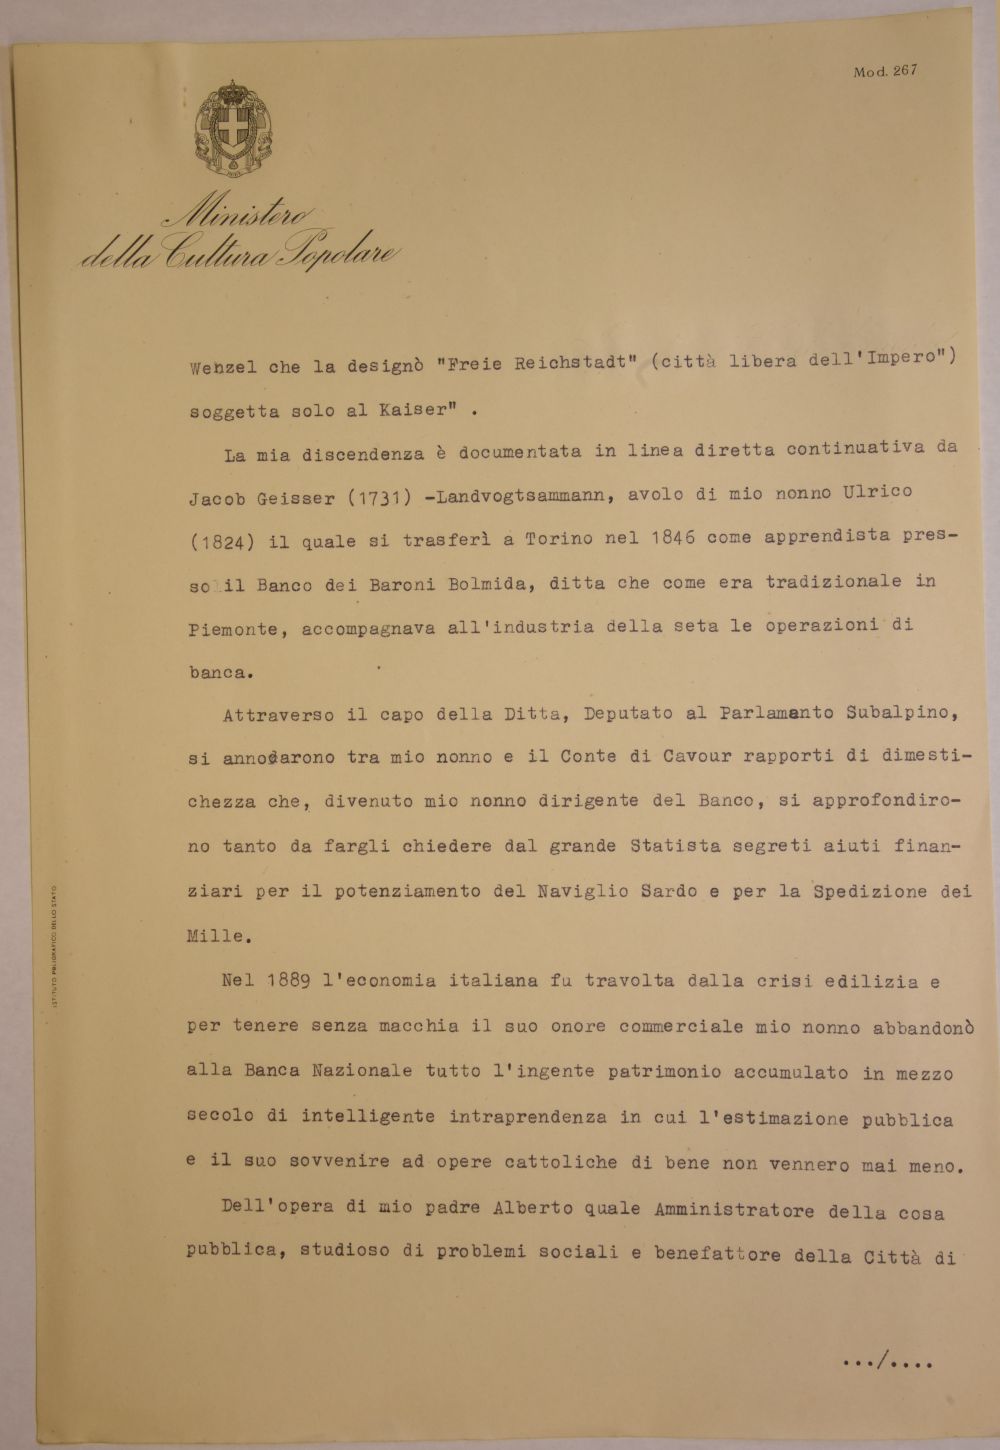 Mod. 267
Ministero
della Cultura Popolare
Wenzel che la designò "Freie Reichstadt" (città libera dell'Impero")
soggetta solo al Kaiser" .
La mia discendenza è documentata in linea diretta continuativa da
Jacob Geisser (1731) -Landvogtsammann, avolo di mio nonno Ulrico
(1824) il quale si trasferì a Torino nel 1846 come apprendista pres-
so il Banco dei Baroni Bolmida, ditta che come era tradizionale in
Piemonte, accompagnava all'industria della seta le operazioni di
banca.
Attraverso il capo della Ditta, Deputato al Parlamento Subalpino,
si annodarono tra mio nonno e il Conte di Cavour rapporti di dimesti-
chezza che, divenuto mio nonno dirigente del Banco, si approfondiro-
no tanto da fargli chiedere dal grande Statista segreti aiuti finan-
ziari per il potenziamento del Naviglio Sardo e per la Spedizione dei
Mille.
Nel 1889 l'economia italiana fu travolta dalla crisi edilizia e
per tenere senza macchia il suo onore commerciale mio nonno abbandonò
alla Banca Nazionale tutto l'ingente patrimonio accumulato in mezzo
secolo di intelligente intraprendenza in cui l'estimazione pubblica
e il suo sovvenire ad opere cattoliche di bene non vennero mai meno.
Dell'opera di mio padre Alberto quale Amministratore della cosa
pubblica, studioso di problemi sociali e benefattore della Città di
.../....
ISTITUTO POLIGRAFICO DELLO STATO